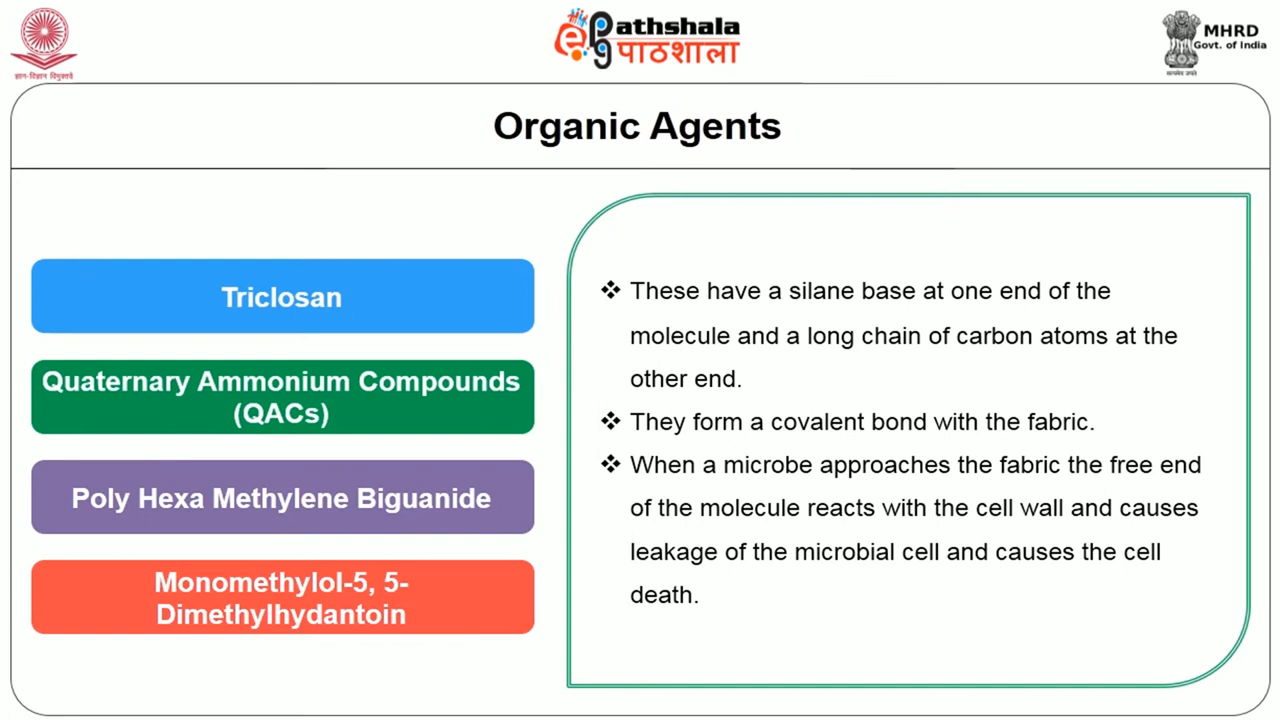 ज्ञान-विज्ञान विमुक्तये
ePg
athshala
पाठशाला
MHRD
Govt. of India
सत्यमेव जयते
Organic Agents
Triclosan
Quaternary Ammonium Compounds
(QACs)
Poly Hexa Methylene Biguanide
Monomethylol-5, 5-
Dimethylhydantoin
❖ These have a silane base at one end of the
molecule and a long chain of carbon atoms at the
other end.
❖ They form a covalent bond with the fabric.
❖ When a microbe approaches the fabric the free end
of the molecule reacts with the cell wall and causes
leakage of the microbial cell and causes the cell
death.